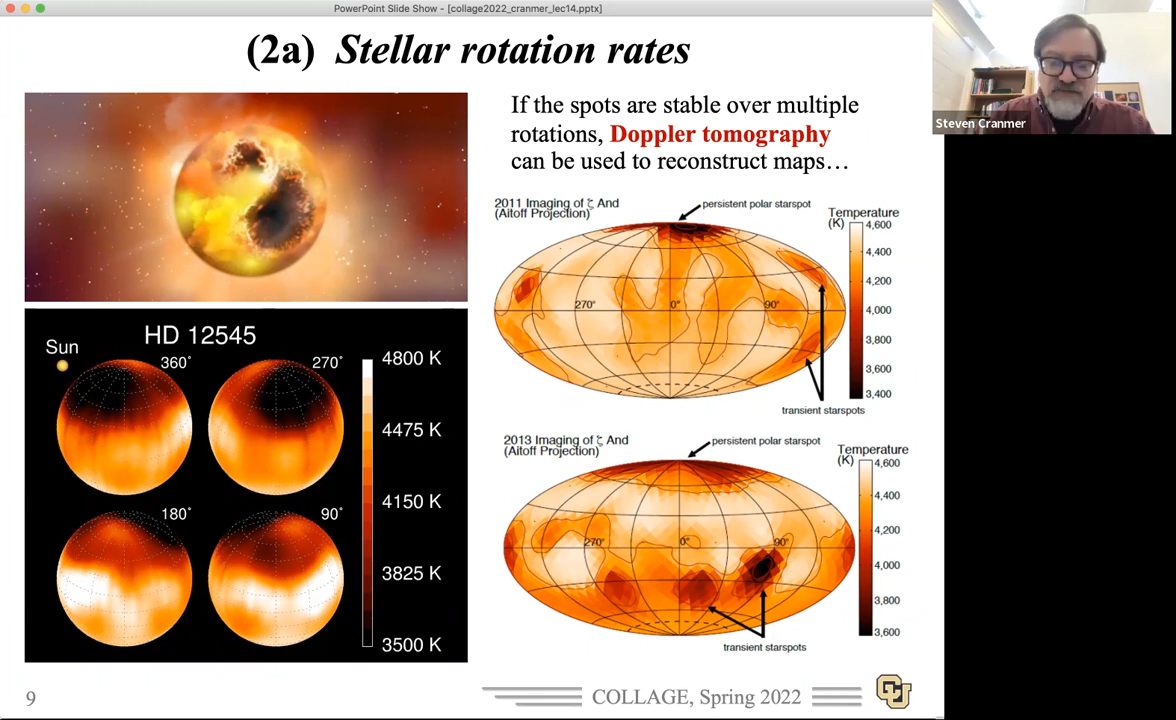 PowerPoint Slide Show - [collage2022_cranmer_lec14.pptx]
(2a) Stellar rotation rates
Steven Cranmer
If the spots are stable over multiple
rotations, Doppler tomography
can be used to reconstruct maps…
2011 Imaging of ζ And
(Aitoff Projection)
persistent polar starspot
Temperature
(K)
4,600
4,400
4,200
4,000
3,800
3,600
3,400
270°
0°
90°
transient starspots
HD 12545
Sun
360°
270°
180°
90°
4800 K
4475 K
4150 K
3825 K
3500 K
2013 Imaging of ζ And
(Aitoff Projection)
persistent polar starspot
Temperature
(K)
4,600
4,400
4,200
4,000
3,800
3,600
270°
0°
90°
transient starspots
9
COLLAGE, Spring 2022
CU